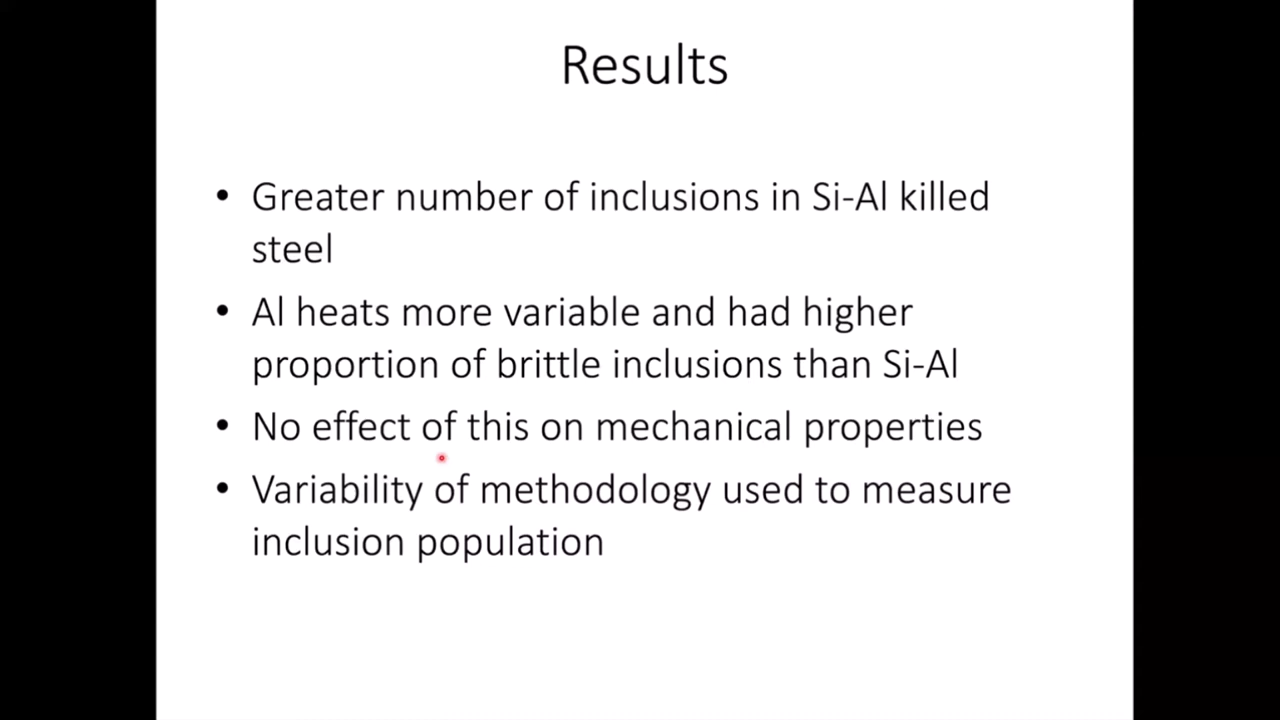 Results
• Greater number of inclusions in Si-Al killed
steel
• Al heats more variable and had higher
proportion of brittle inclusions than Si-Al
• No effect of this on mechanical properties
• Variability of methodology used to measure
inclusion population